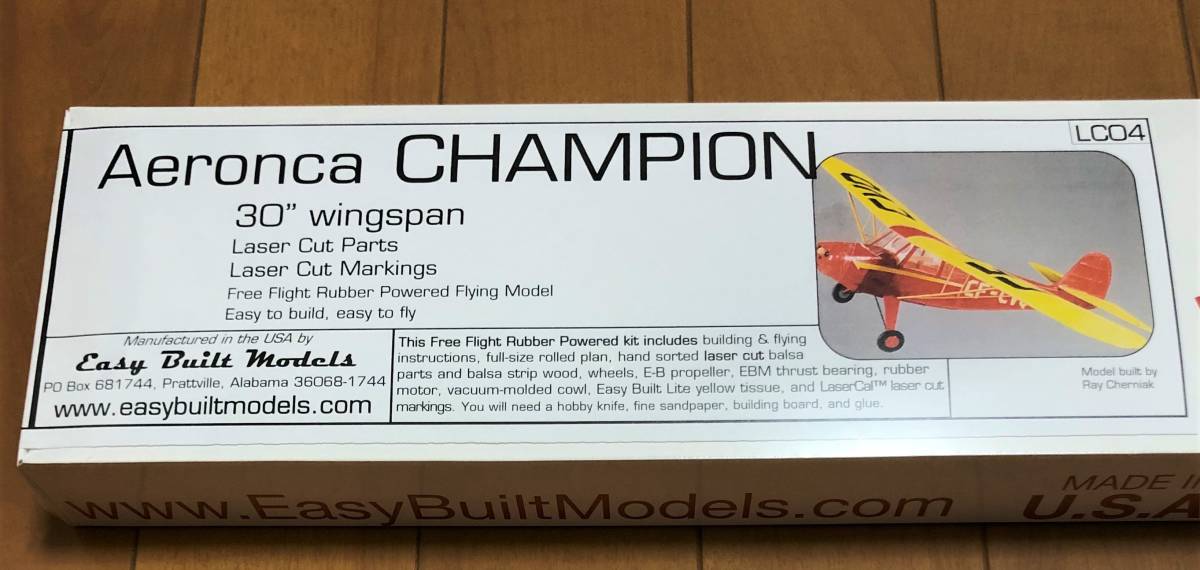 Aeronca CHAMPION
LC04
30” wingspan
Laser Cut Parts
Laser Cut Markings
Free Flight Rubber Powered Flying Model
Easy to build, easy to fly
Manufactured in the USA by
Easy Built Models
PO Box 681744, Prattville, Alabama 36068-1744
www.easybuiltmodels.com
This Free Flight Rubber Powered kit includes building & flying
instructions, full-size rolled plan, hand sorted laser cut balsa
parts and balsa strip wood, wheels, E-B propeller, EBM thrust bearing, rubber
motor, vacuum-molded cowl, Easy Built Lite yellow tissue, and LaserCal™ laser cut
markings. You will need a hobby knife, fine sandpaper, building board, and glue.
Model built by
Ray Cherniak
www.EasyBuiltModels.com
MADE I
U.S.A